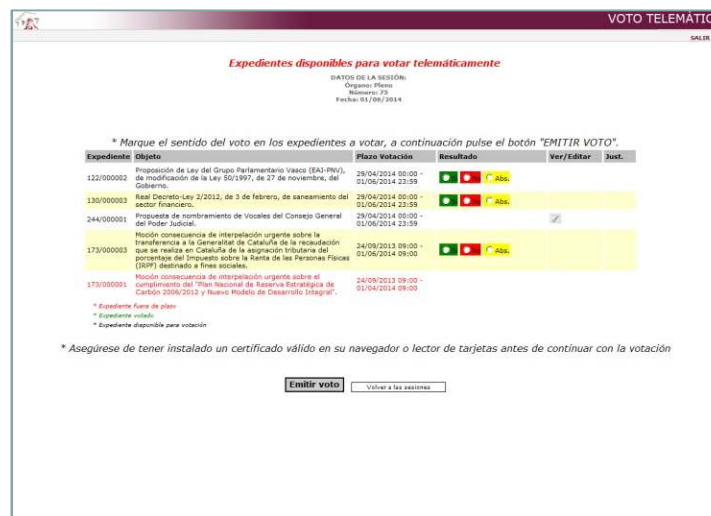 VOTO TELEMÁTICO
SALIR
Expedientes disponibles para votar telemáticamente
DATOS DE LA SESIÓN:
Órgano: Pleno
Número: 75
Fecha: 01/06/2014
* Marque el sentido del voto en los expedientes a votar, a continuación pulse el botón "EMITIR VOTO".
Expediente Objeto Plazo Votación Resultado Ver/Editar Just.
122/000002 Proposición de Ley del Grupo Parlamentario Vasco (EAJ-PNV), de modificación de la Ley 50/1997, de 27 de noviembre, del Gobierno. 29/04/2014 00:00 - 01/06/2014 23:59 Abs.
130/000003 Real Decreto-Ley 2/2012, de 3 de febrero, de saneamiento del sector financiero. 29/04/2014 00:00 - 01/06/2014 23:59 Abs.
244/000001 Propuesta de nombramiento de Vocales del Consejo General del Poder Judicial. 29/04/2014 00:00 - 01/06/2014 23:59
173/000003 Moción consecuencia de interpelación urgente sobre la transferencia a la Generalitat de Cataluña de la recaudación que se realiza en Cataluña de la asignación tributaria del porcentaje del Impuesto sobre la Renta de las Personas Físicas (IRPF) destinado a fines sociales. 24/09/2013 09:00 - 01/06/2014 09:00 Abs.
173/000001 Moción consecuencia de interpelación urgente sobre el cumplimiento del "Plan Nacional de Reserva Estratégica de Carbón 2006/2012 y Nuevo Modelo de Desarrollo Integral". 24/09/2013 09:00 - 01/04/2014 09:00
* Expediente fuera de plazo
* Expediente votado
* Expediente disponible para votación
* Asegúrese de tener instalado un certificado válido en su navegador o lector de tarjetas antes de continuar con la votación
Emitir voto Volver a las sesiones